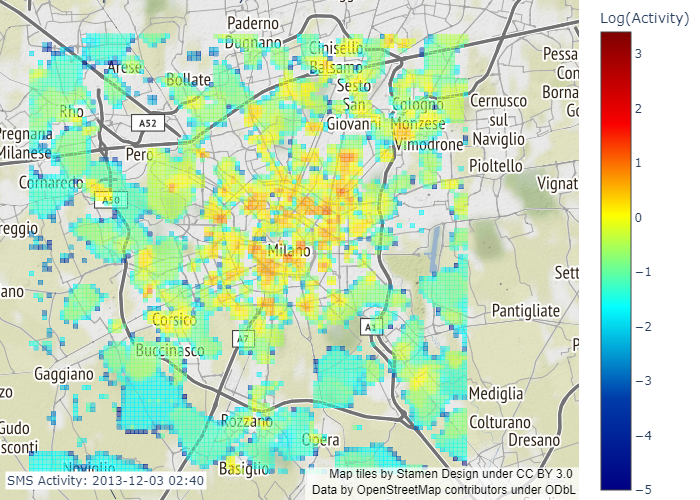 Log(Activity)
Paderno
Dugnano
Cinisello
Balsamo
Pessa
Arese
Bollate
Sesto
San
Giovanni
Cologno
Monzese
Cernusco
sul
Naviglio
Con
Borna
Go
Rho
A52
Pregnana
Milanese
Pero
Vimodrone
Pioltello
Cornaredo
A50
Vignat
reggio
Milano
Sett
ano
Pantigliate
Corsico
A1
A7
Buccinasco
P
Gaggiano
zo
Mediglia
Rozzano
Colturano
Gudo
sconti
Opera
Dresano
Noviglio
Basiglio
SMS Activity: 2013-12-03 02:40
Map tiles by Stamen Design under CC BY 3.0
Data by OpenStreetMap contributors under ODbL
3
2
1
0
−1
−2
−3
−4
−5